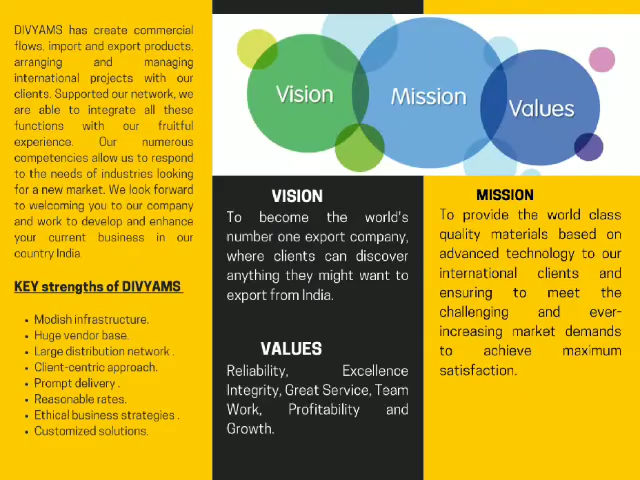 DIVYAMS has create commercial
flows, import and export products,
arranging and managing
international projects with our
clients. Supported our network, we
are able to integrate all these
functions with our fruitful
experience. Our numerous
competencies allow us to respond
to the needs of industries looking
for a new market. We look forward
to welcoming you to our company
and work to develop and enhance
your current business in our
country India.
KEY strengths of DIVYAMS
• Modish infrastructure.
• Huge vendor base.
• Large distribution network .
• Client-centric approach.
• Prompt delivery .
• Reasonable rates.
• Ethical business strategies .
• Customized solutions.
Vision
Mission
Values
VISION
To become the world's
number one export company,
where clients can discover
anything they might want to
export from India.
VALUES
Reliability, Excellence
Integrity, Great Service, Team
Work, Profitability and
Growth.
MISSION
To provide the world class
quality materials based on
advanced technology to our
international clients and
ensuring to meet the
challenging and ever-
increasing market demands
to achieve maximum
satisfaction.